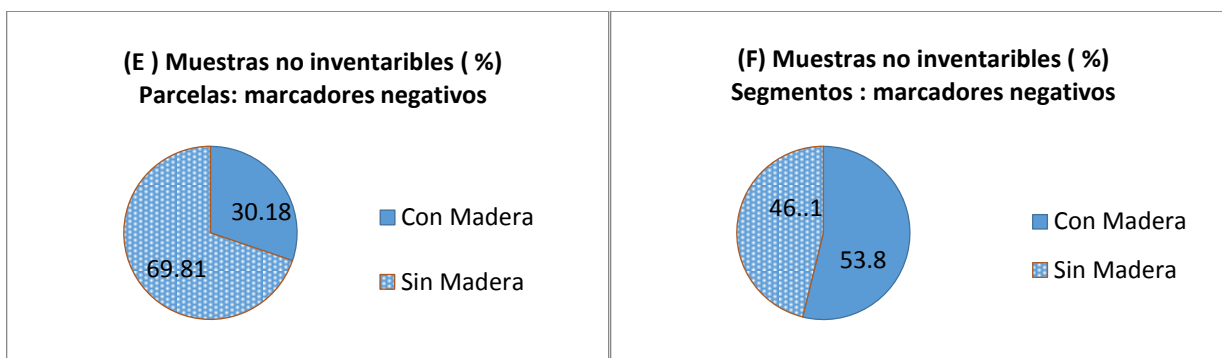 (E ) Muestras no inventaribles ( %)
Parcelas: marcadores negativos
30.18
69.81
Con Madera
Sin Madera
(F) Muestras no inventaribles ( %)
Segmentos : marcadores negativos
46..1
53.8
Con Madera
Sin Madera